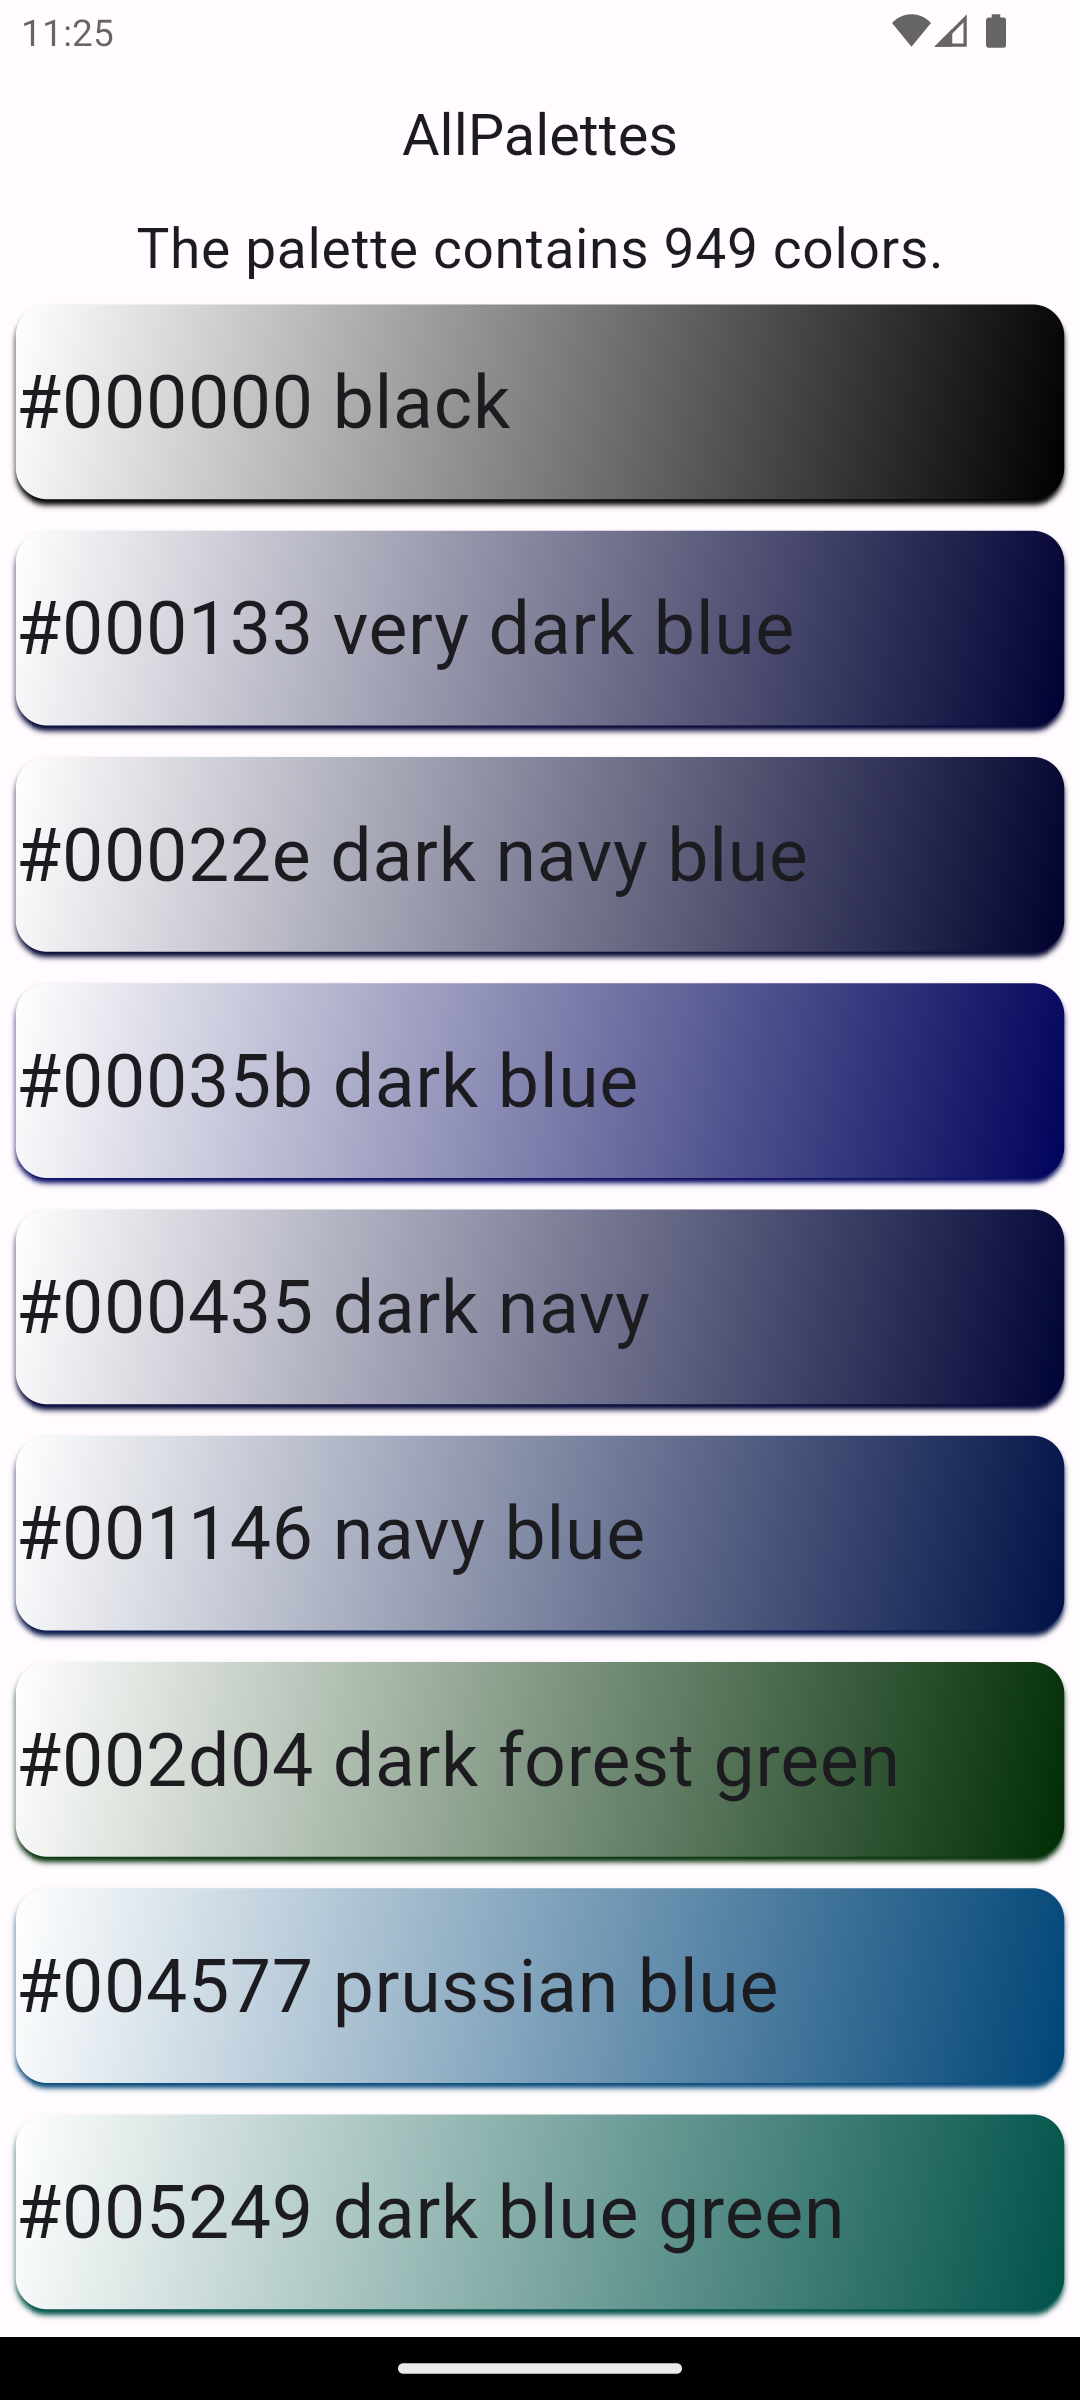 11:25
AllPalettes
The palette contains 949 colors.
#000000 black
#000133 very dark blue
#00022e dark navy blue
#00035b dark blue
#000435 dark navy
#001146 navy blue
#002d04 dark forest green
#004577 prussian blue
#005249 dark blue green